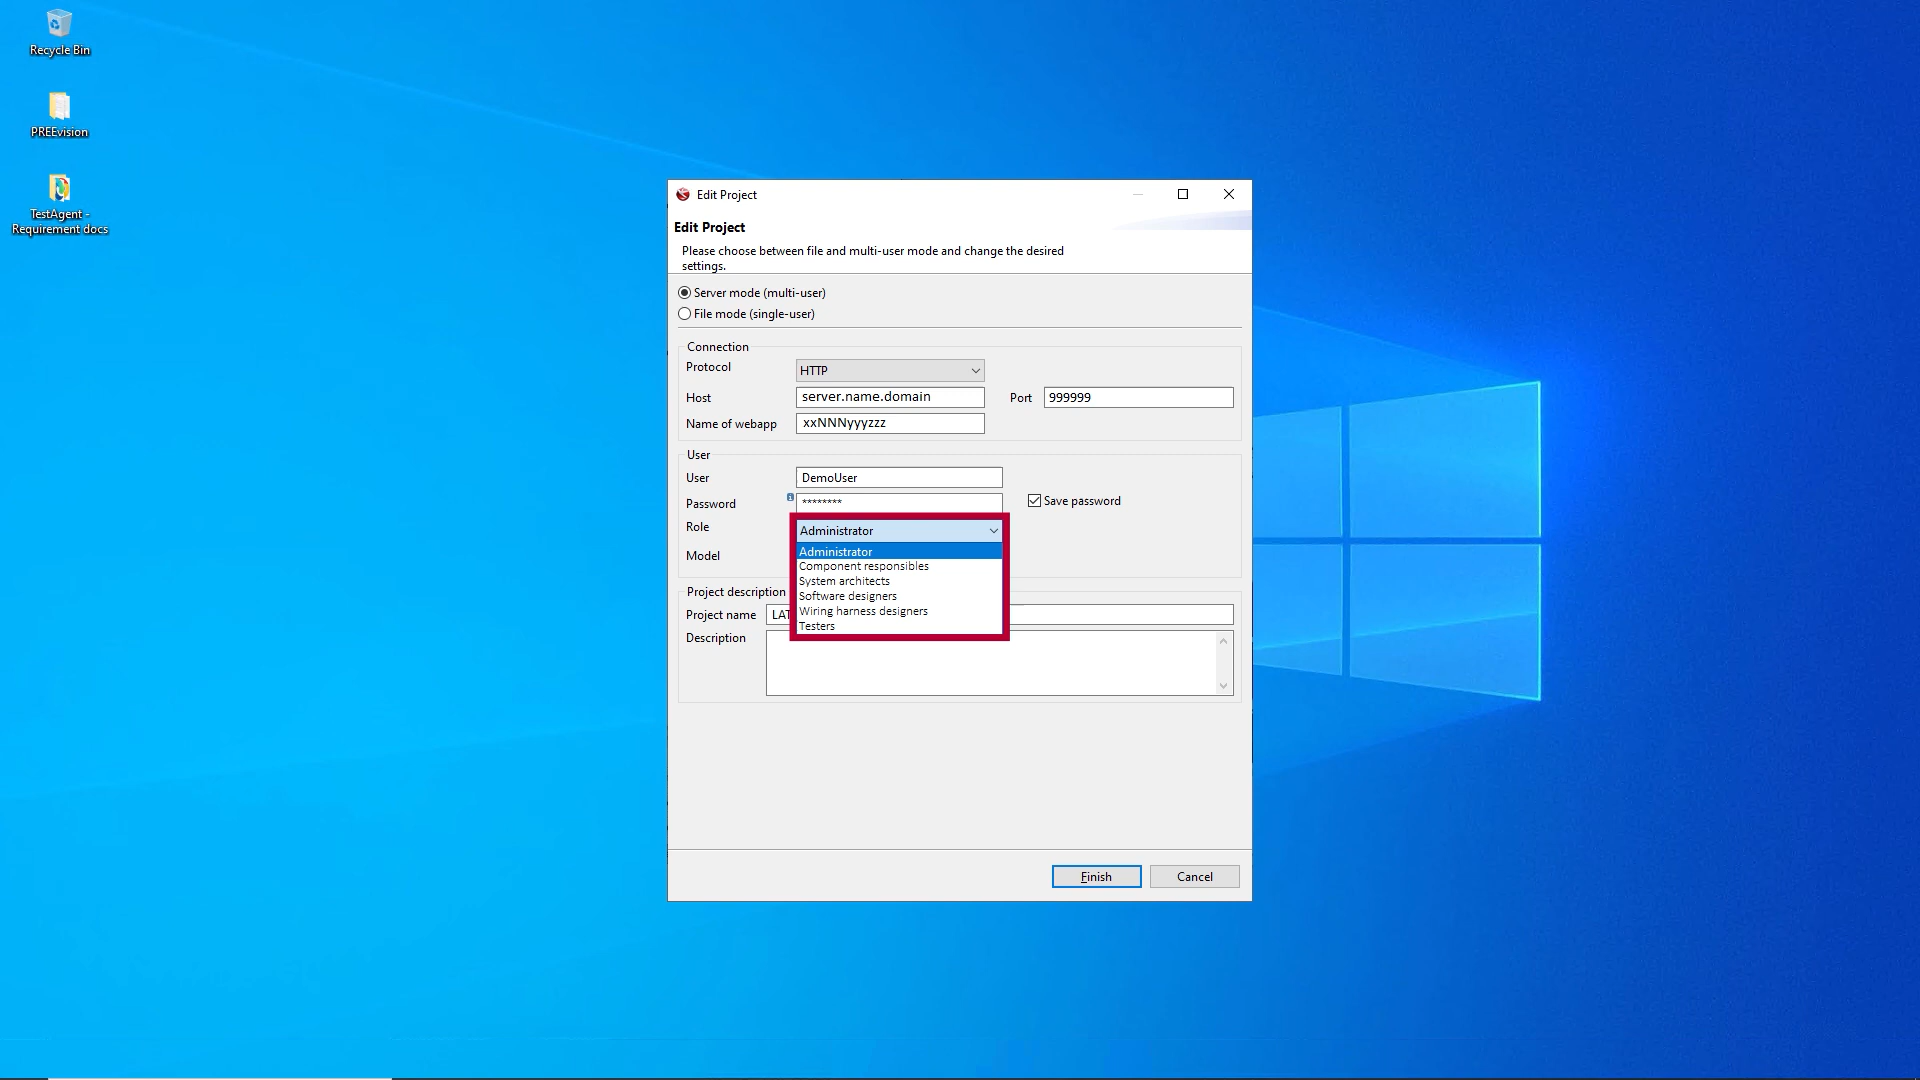 Recycle Bin
PREEvision
TestAgent -
Requirement docs
Edit Project
Edit Project
Please choose between file and multi-user mode and change the desired
settings.
Server mode (multi-user)
File mode (single-user)
Connection
Protocol
HTTP
Host
server.name.domain
Port
999999
Name of webapp
xxNNNyyyzzz
User
User
DemoUser
Password
********
Save password
Role
Administrator
Administrator
Component responsibles
System architects
Software designers
Wiring harness designers
Testers
Model
Project description
Project name
LAT
Description
Finish
Cancel